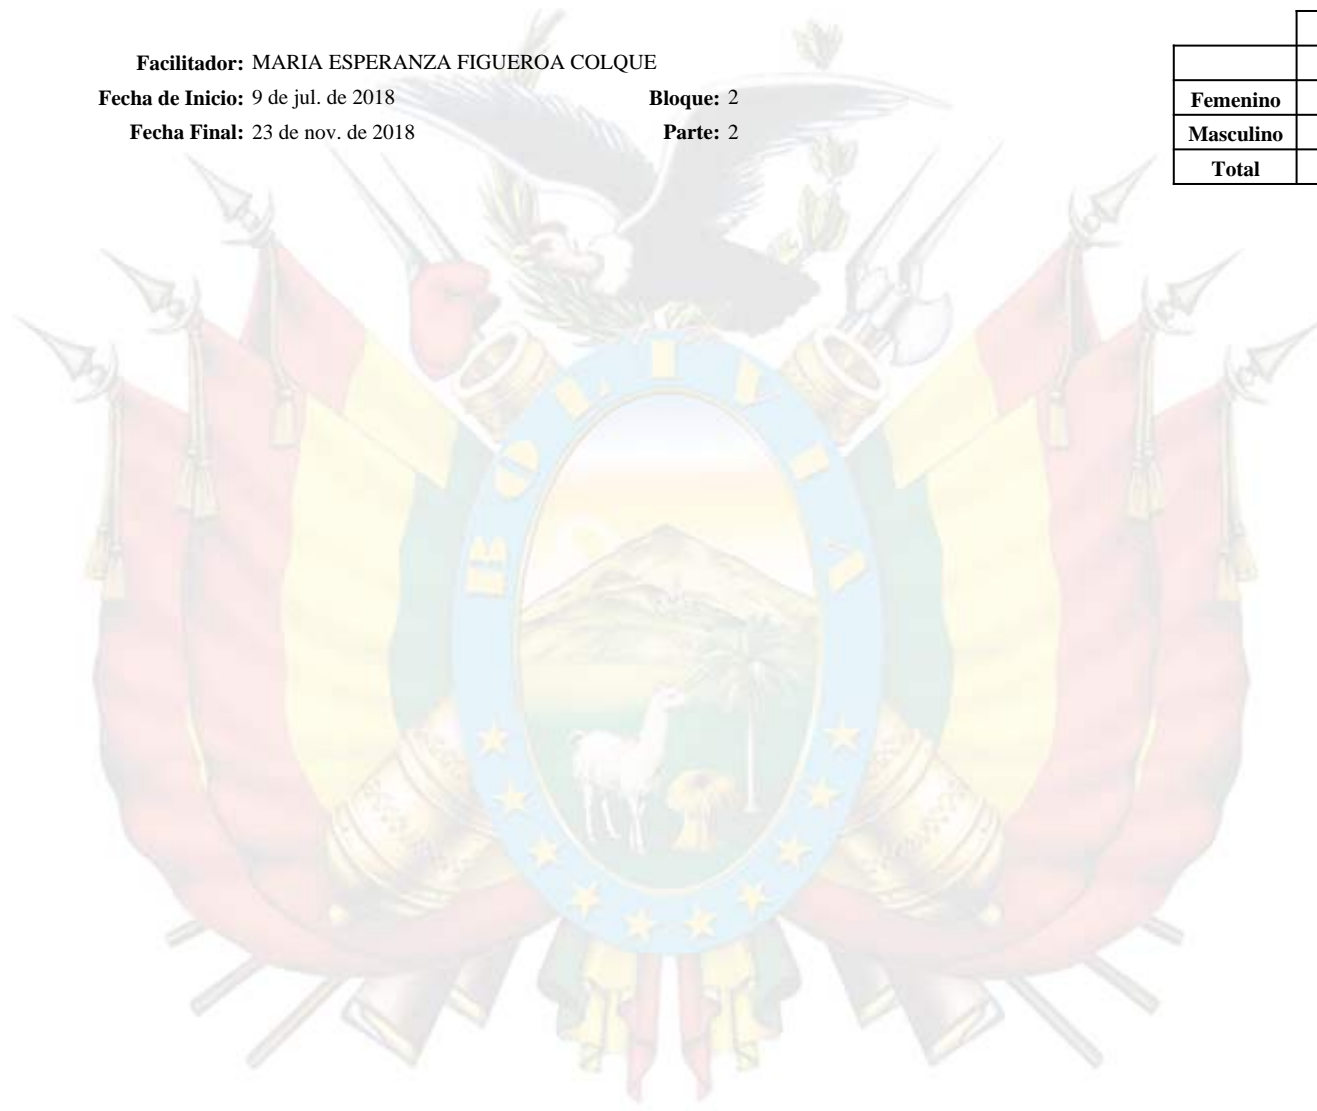 Facilitador: MARIA ESPERANZA FIGUEROA COLQUE
Fecha de Inicio: 9 de jul. de 2018 Bloque: 2
Fecha Final: 23 de nov. de 2018 Parte: 2
Femenino
Masculino
Total
BOLIVIA